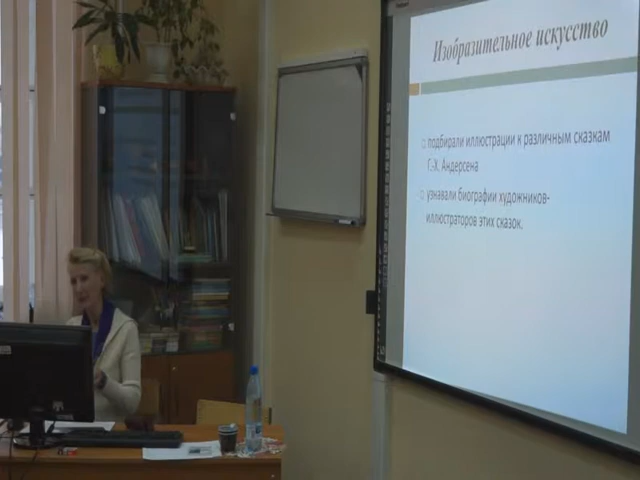 Изобразительное искусство
подбирали иллюстрации к различным сказкам
Г.-Х. Андерсена
узнавали биографии художников-
иллюстраторов этих сказок.